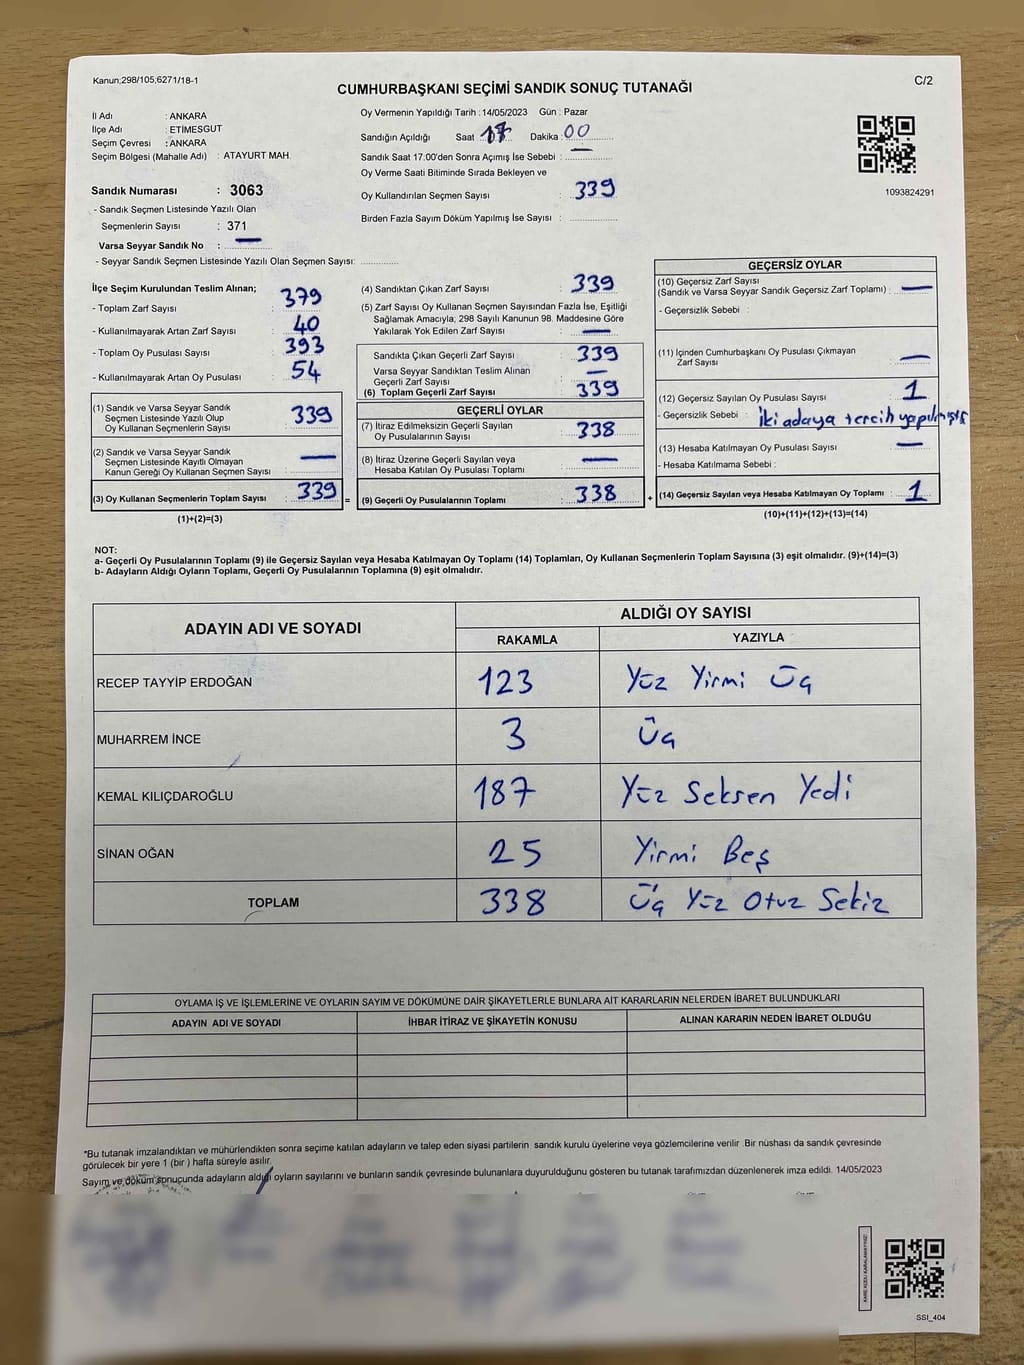 Kanun;298/105;6271/18-1
C/2
CUMHURBAŞKANI SEÇİMİ SANDIK SONUÇ TUTANAĞI
İl Adı : ANKARA
İlçe Adı : ETİMESGUT
Seçim Çevresi : ANKARA
Seçim Bölgesi (Mahalle Adı) : ATAYURT MAH.
Sandık Numarası : 3063
- Sandık Seçmen Listesinde Yazılı Olan
Seçmenlerin Sayısı : 371
Varsa Seyyar Sandık No : —
- Seyyar Sandık Seçmen Listesinde Yazılı Olan Seçmen Sayısı: ..............
Oy Vermenin Yapıldığı Tarih : 14/05/2023 Gün : Pazar
Sandığın Açıldığı Saat 17 Dakika : 00
Sandık Saat 17.00'den Sonra Açımış İse Sebebi : —
Oy Verme Saati Bitiminde Sırada Bekleyen ve
Oy Kullandırılan Seçmen Sayısı : 339
Birden Fazla Sayım Döküm Yapılmış İse Sayısı : ..............
1093824291
İlçe Seçim Kurulundan Teslim Alınan;
- Toplam Zarf Sayısı : 379
- Kullanılmayarak Artan Zarf Sayısı : 40
- Toplam Oy Pusulası Sayısı : 393
- Kullanılmayarak Artan Oy Pusulası : 54
(1) Sandık ve Varsa Seyyar Sandık
Seçmen Listesinde Yazılı Olup
Oy Kullanan Seçmenlerin Sayısı : 339
(2) Sandık ve Varsa Seyyar Sandık
Seçmen Listesinde Kayıtlı Olmayan
Kanun Gereği Oy Kullanan Seçmen Sayısı : —
(3) Oy Kullanan Seçmenlerin Toplam Sayısı : 339 =
(1)+(2)=(3)
(4) Sandıktan Çıkan Zarf Sayısı : 339
(5) Zarf Sayısı Oy Kullanan Seçmen Sayısından Fazla İse, Eşitliği
Sağlamak Amacıyla, 298 Sayılı Kanunun 98. Maddesine Göre
Yakılarak Yok Edilen Zarf Sayısı : —
Sandıkta Çıkan Geçerli Zarf Sayısı : 339
Varsa Seyyar Sandıktan Teslim Alınan
Geçerli Zarf Sayısı : —
(6) Toplam Geçerli Zarf Sayısı : 339
GEÇERLİ OYLAR
(7) İtiraz Edilmeksizin Geçerli Sayılan
Oy Pusulalarının Sayısı : 338
(8) İtiraz Üzerine Geçerli Sayılan veya
Hesaba Katılan Oy Pusulası Toplamı : —
(9) Geçerli Oy Pusulalarının Toplamı : 338 +
GEÇERSİZ OYLAR
(10) Geçersiz Zarf Sayısı
(Sandık ve Varsa Seyyar Sandık Geçersiz Zarf Toplamı) : —
- Geçersizlik Sebebi :
(11) İçinden Cumhurbaşkanı Oy Pusulası Çıkmayan
Zarf Sayısı : —
(12) Geçersiz Sayılan Oy Pusulası Sayısı : 1
- Geçersizlik Sebebi : İki adaya tercih yapılmıştır
(13) Hesaba Katılmayan Oy Pusulası Sayısı : —
- Hesaba Katılmama Sebebi :
(14) Geçersiz Sayılan veya Hesaba Katılmayan Oy Toplamı : 1
(10)+(11)+(12)+(13)=(14)
NOT:
a- Geçerli Oy Pusulalarının Toplamı (9) ile Geçersiz Sayılan veya Hesaba Katılmayan Oy Toplamı (14) Toplamları, Oy Kullanan Seçmenlerin Toplam Sayısına (3) eşit olmalıdır. (9)+(14)=(3)
b- Adayların Aldığı Oyların Toplamı, Geçerli Oy Pusulalarının Toplamına (9) eşit olmalıdır.
ADAYIN ADI VE SOYADI
ALDIĞI OY SAYISI
RAKAMLA YAZIYLA
RECEP TAYYİP ERDOĞAN 123 Yüz Yirmi Üç
MUHARREM İNCE 3 Üç
KEMAL KILIÇDAROĞLU 187 Yüz Seksen Yedi
SİNAN OĞAN 25 Yirmi Beş
TOPLAM 338 Üç Yüz Otuz Sekiz
OYLAMA İŞ VE İŞLEMLERİNE VE OYLARIN SAYIM VE DÖKÜMÜNE DAİR ŞİKAYETLERLE BUNLARA AİT KARARLARIN NELERDEN İBARET BULUNDUKLARI
ADAYIN ADI VE SOYADI İHBAR İTİRAZ VE ŞİKAYETİN KONUSU ALINAN KARARIN NEDEN İBARET OLDUĞU
*Bu tutanak imzalandıktan ve mühürlendikten sonra seçime katılan adayların ve talep eden siyasi partilerin sandık kurulu üyelerine veya gözlemcilerine verilir .Bir nüshası da sandık çevresinde
görülecek bir yere 1 (bir ) hafta süreyle asılır.
Sayım ve döküm sonucunda adayların aldığı oyların sayılarını ve bunların sandık çevresinde bulunanlara duyurulduğunu gösteren bu tutanak tarafımızdan düzenlenerek imza edildi. 14/05/2023
KARE KODU KARALAMAYINIZ!
SSI_404